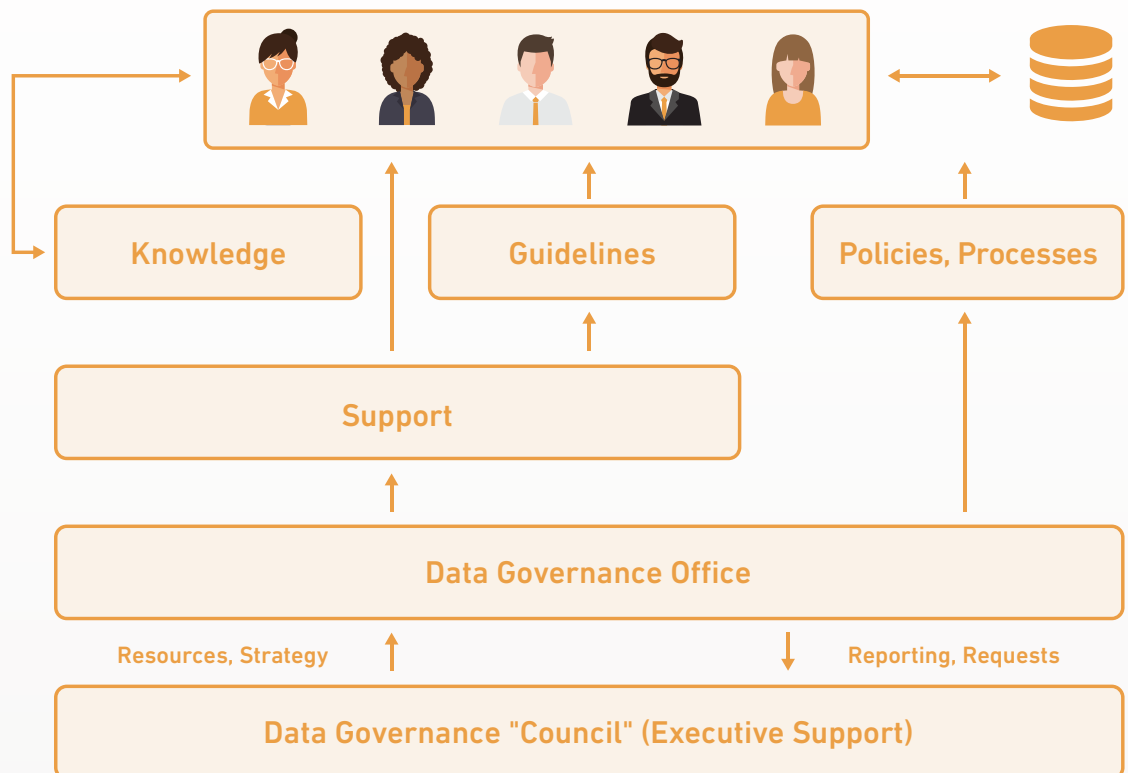 Knowledge
Guidelines
Policies, Processes
Support
Data Governance Office
Resources, Strategy
Reporting, Requests
Data Governance "Council" (Executive Support)